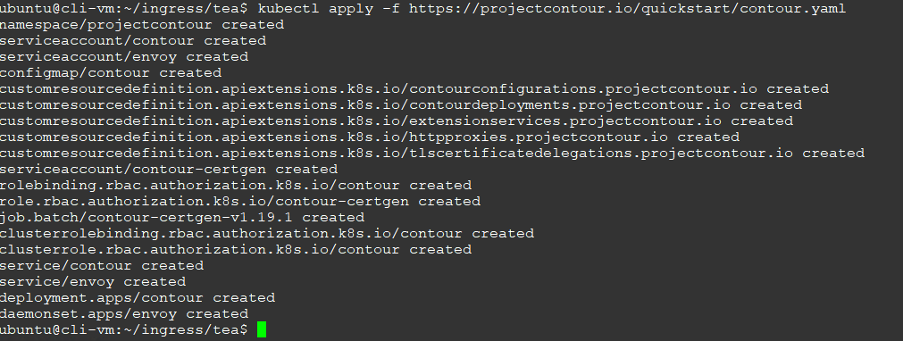 ubuntu@cli-vm:~/ingress/tea$ kubectl apply -f https://projectcontour.io/quickstart/contour.yaml
namespace/projectcontour created
serviceaccount/contour created
serviceaccount/envoy created
configmap/contour created
customresourcedefinition.apiextensions.k8s.io/contourconfigurations.projectcontour.io created
customresourcedefinition.apiextensions.k8s.io/contourdeployments.projectcontour.io created
customresourcedefinition.apiextensions.k8s.io/extensionservices.projectcontour.io created
customresourcedefinition.apiextensions.k8s.io/httpproxies.projectcontour.io created
customresourcedefinition.apiextensions.k8s.io/tlscertificatedelegations.projectcontour.io created
serviceaccount/contour-certgen created
rolebinding.rbac.authorization.k8s.io/contour created
role.rbac.authorization.k8s.io/contour-certgen created
job.batch/contour-certgen-v1.19.1 created
clusterrolebinding.rbac.authorization.k8s.io/contour created
clusterrole.rbac.authorization.k8s.io/contour created
service/contour created
service/envoy created
deployment.apps/contour created
daemonset.apps/envoy created
ubuntu@cli-vm:~/ingress/tea$